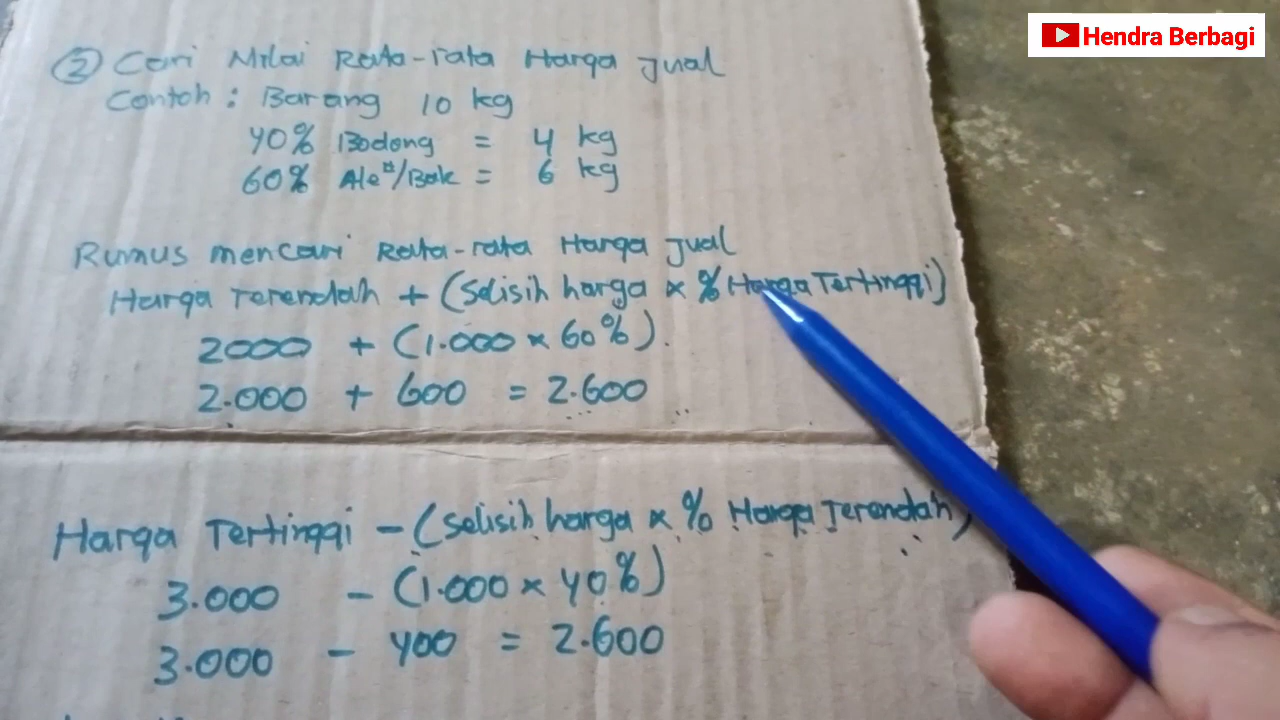 Hendra Berbagi
② Cari Nilai Rata-rata Harga Jual
Contoh : Barang 10 kg
40% Bodong = 4 kg
60% Ale"/Bak = 6 kg
Rumus mencari Rata-rata Harga Jual
Harga Terendah + (Selisih harga x % Harga Tertinggi)
2000 + (1.000 x 60%).
2.000 + 600 = 2.600
Harga Tertinggi - (Selisih harga x % Harga Terendah)
3.000 - (1.000 x 40%)
3.000 - 400 = 2.600